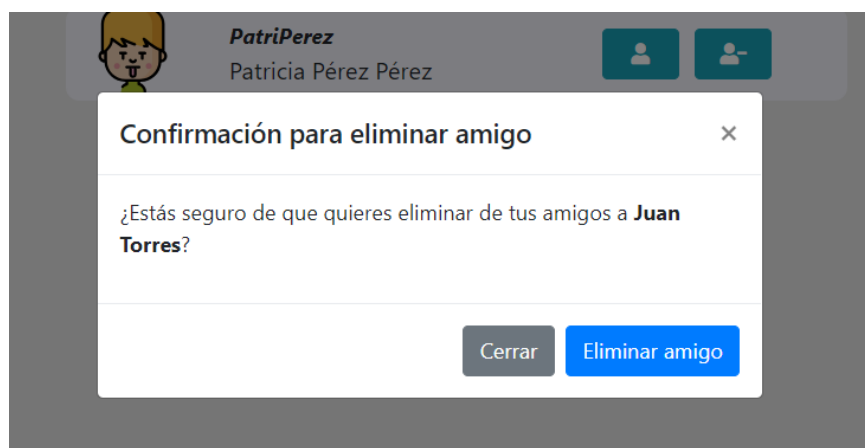 PatriPerez
Patricia Pérez Pérez
Confirmación para eliminar amigo
×
¿Estás seguro de que quieres eliminar de tus amigos a Juan
Torres?
Cerrar
Eliminar amigo